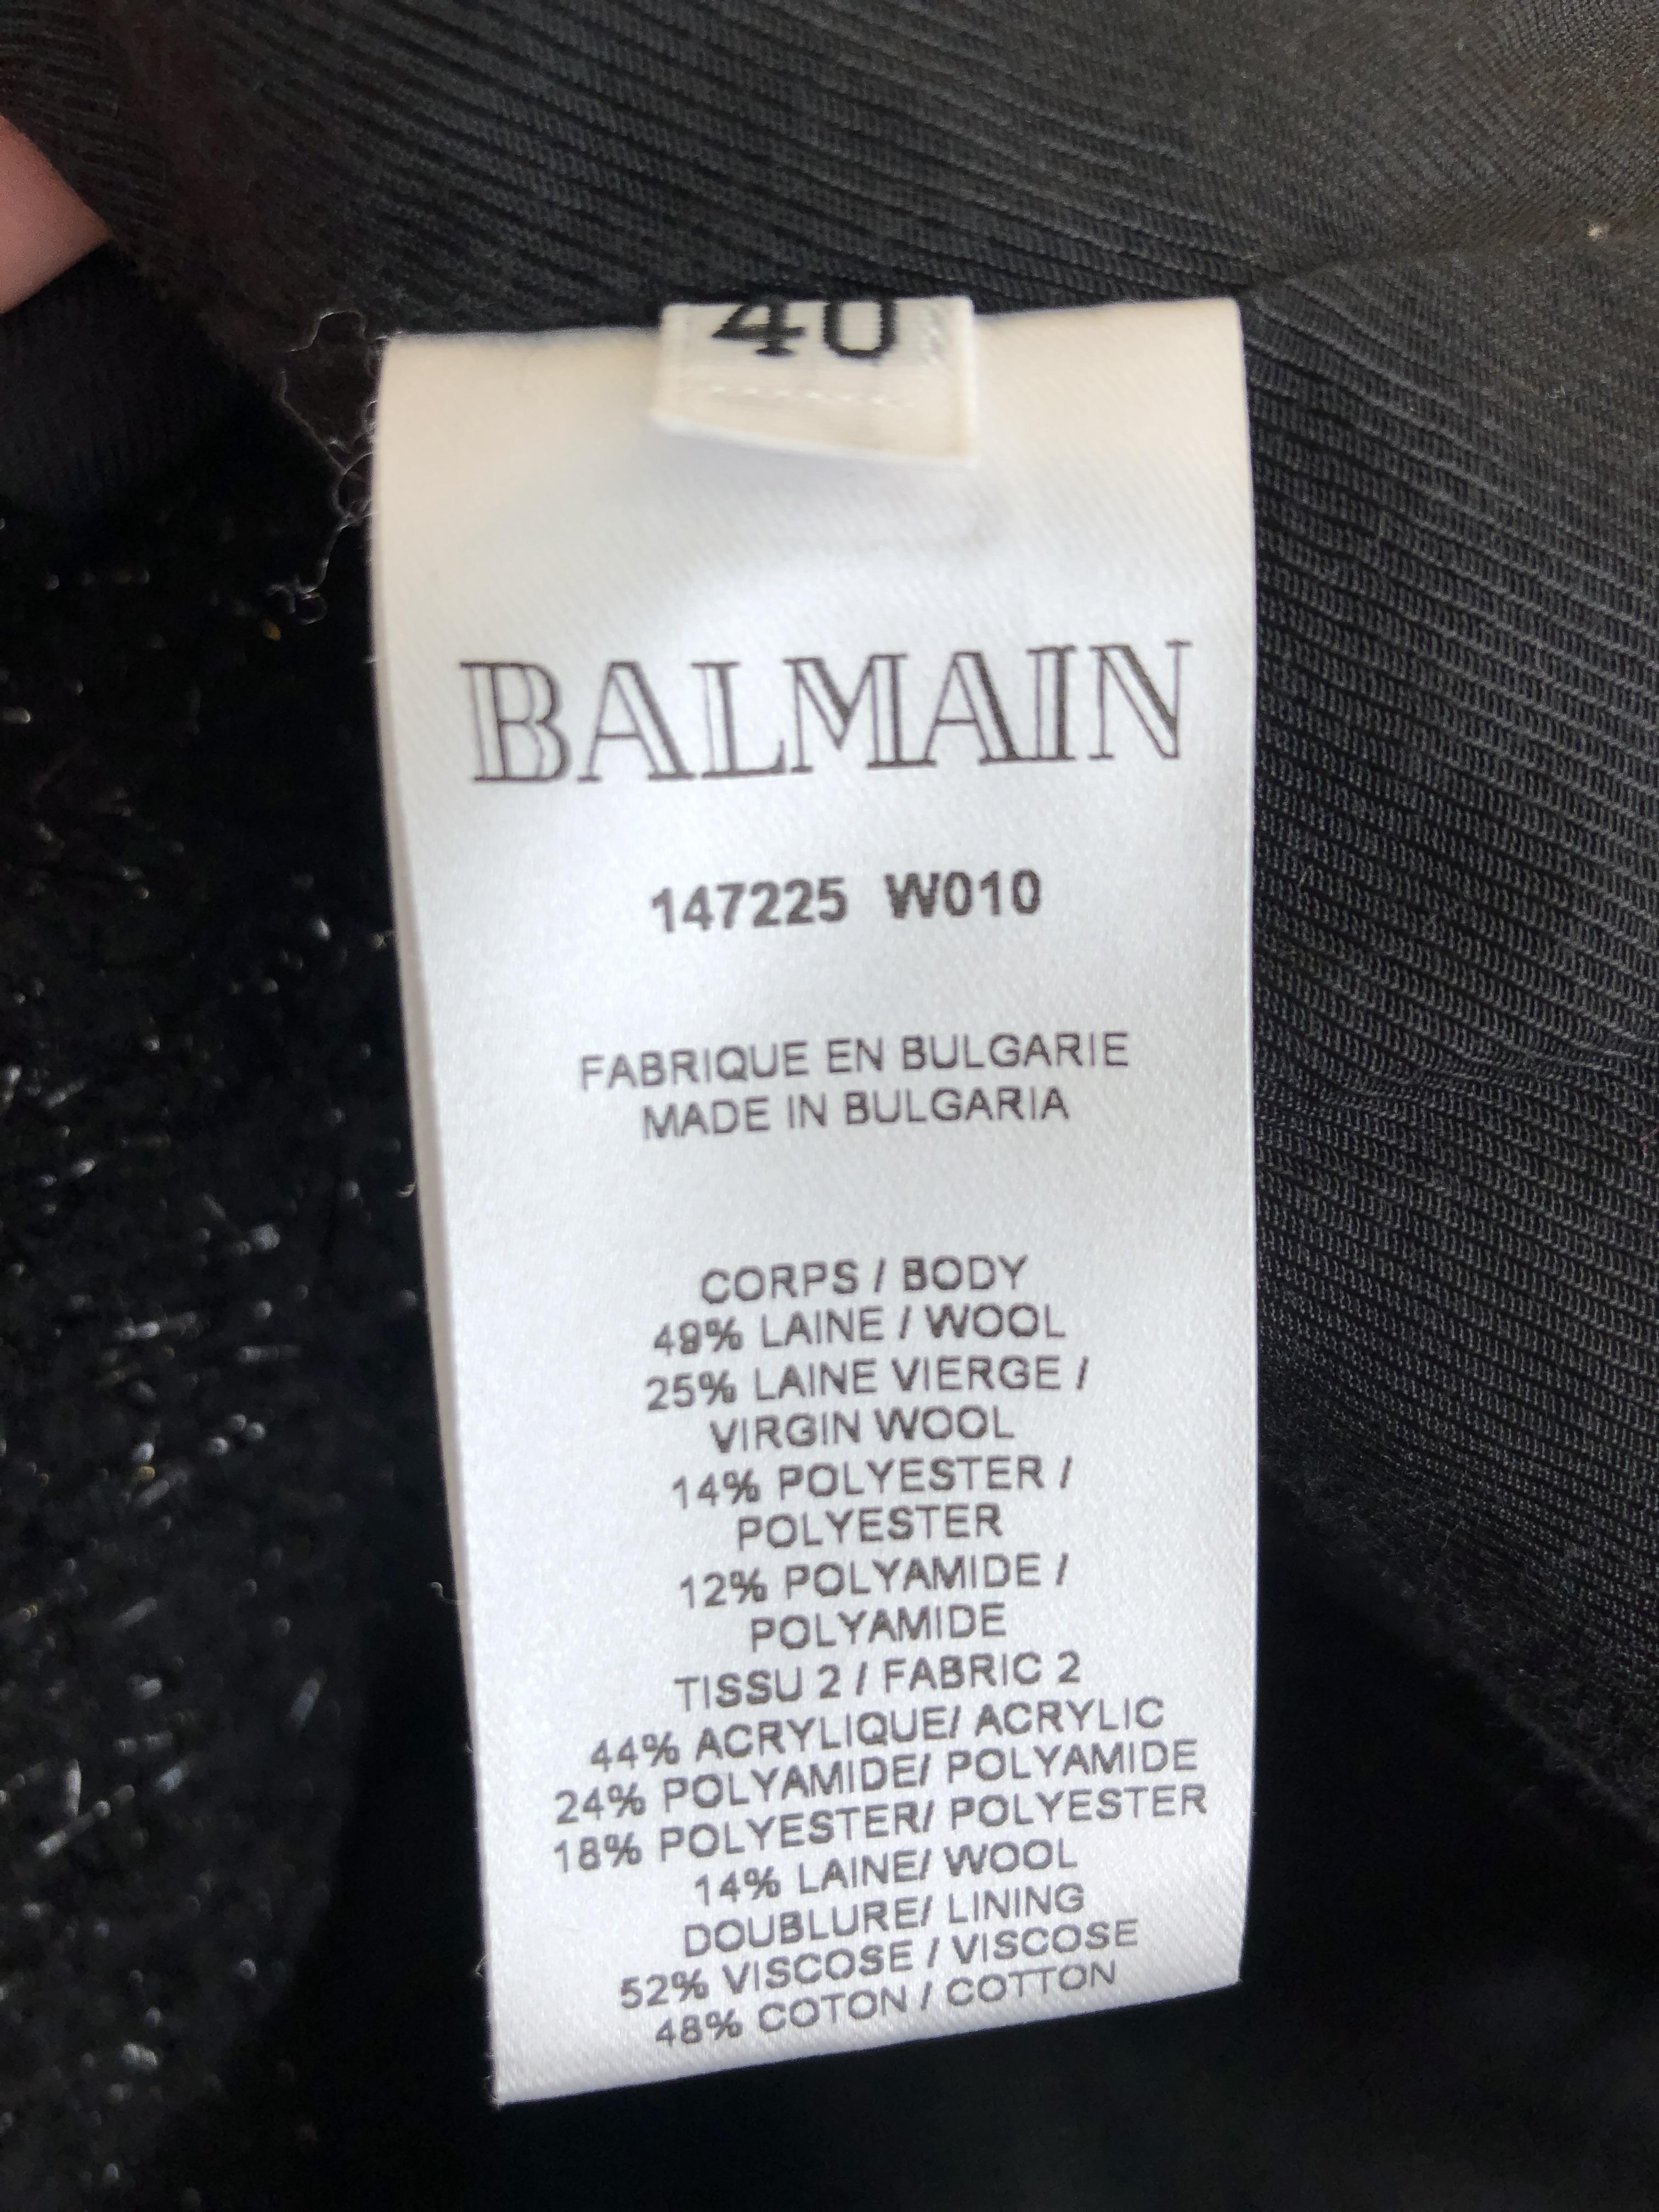 40
BALMAIN
147225 W010
FABRIQUE EN BULGARIE
MADE IN BULGARIA
CORPS / BODY
49% LAINE / WOOL
25% LAINE VIERGE /
VIRGIN WOOL
14% POLYESTER /
POLYESTER
12% POLYAMIDE /
POLYAMIDE
TISSU 2 / FABRIC 2
44% ACRYLIQUE/ ACRYLIC
24% POLYAMIDE/ POLYAMIDE
18% POLYESTER/ POLYESTER
14% LAINE/ WOOL
DOUBLURE/ LINING
52% VISCOSE / VISCOSE
48% COTON / COTTON